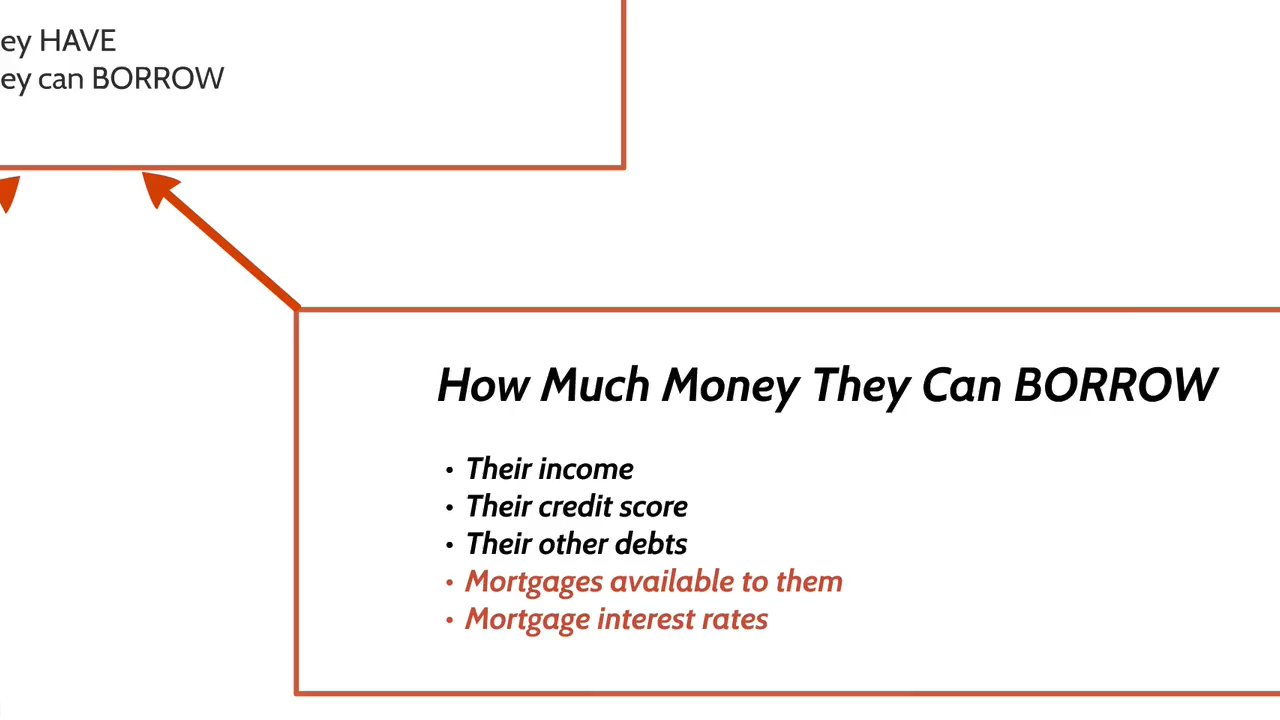 ey HAVE
ey can BORROW
How Much Money They Can BORROW
• Their income
• Their credit score
• Their other debts
• Mortgages available to them
• Mortgage interest rates